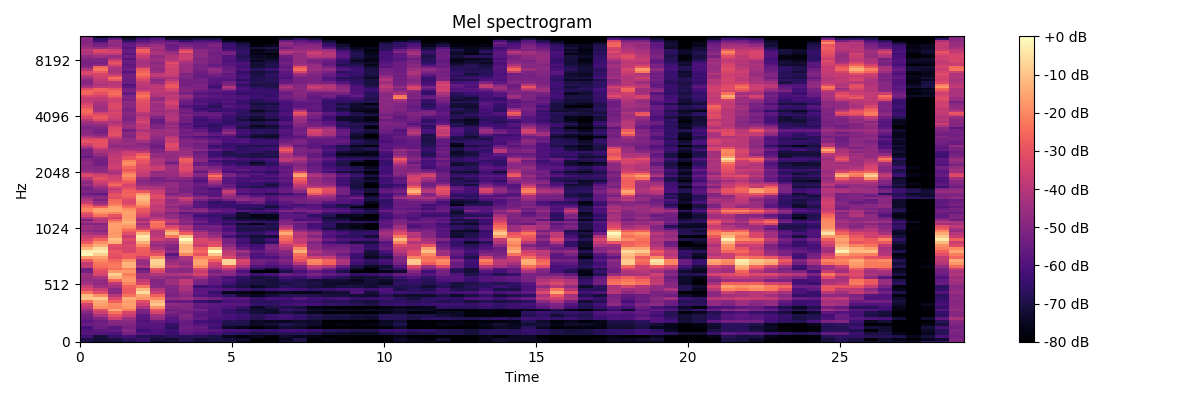 Mel spectrogram
Hz
8192
4096
2048
1024
512
0
0 5 10 15 20 25
Time
+0 dB
-10 dB
-20 dB
-30 dB
-40 dB
-50 dB
-60 dB
-70 dB
-80 dB